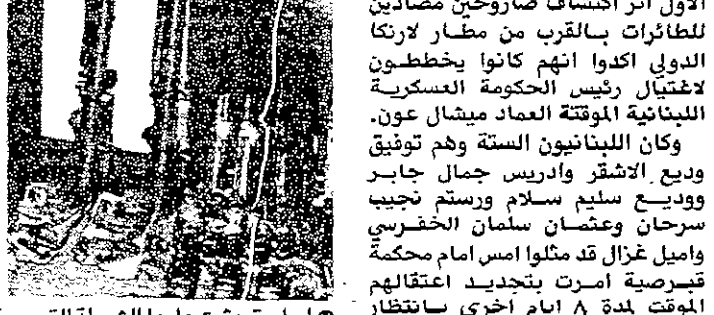 الاول اثر اكتشاف صاروخين مضادين
للطائرات بالقرب من مطار لارنكا
الدولي اكدوا انهم كانوا يخططون
لاغتيال رئيس الحكومة العسكرية
اللبنانية الموقتة العماد ميشال عون.
وكان اللبنانيون الستة وهم توفيق
وديع الاشقر وادريس جمال جابر
ووديع سليم سلام ورستم نجيب
سرحان وعثمان سلمان الخفرسي
واميل غزال قد مثلوا امس امام محكمة
قبرصية امرت بتجديد اعتقالهم
الموقت لمدة ٨ ايام اخرى بانتظار